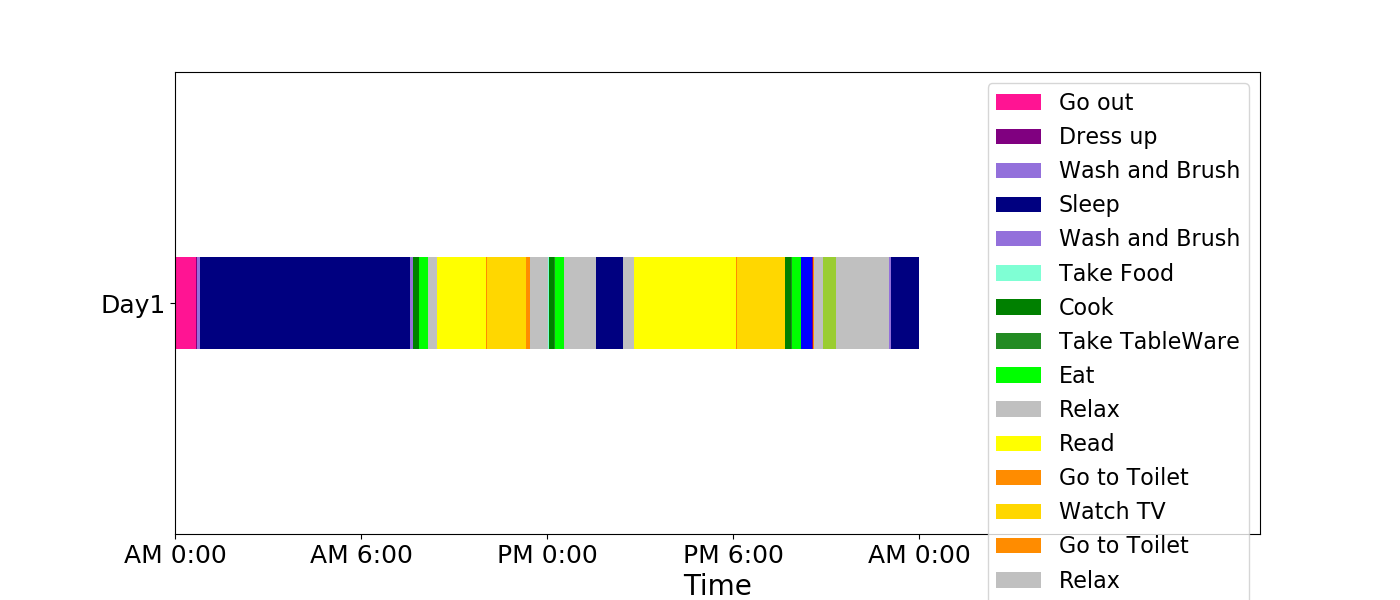 Go out
Dress up
Wash and Brush
Sleep
Wash and Brush
Take Food
Day1
Cook
Take TableWare
Eat
Relax
Read
Go to Toilet
Watch TV
Go to Toilet
Relax
AM 0:00 AM 6:00 PM 0:00 PM 6:00 AM 0:00
Time